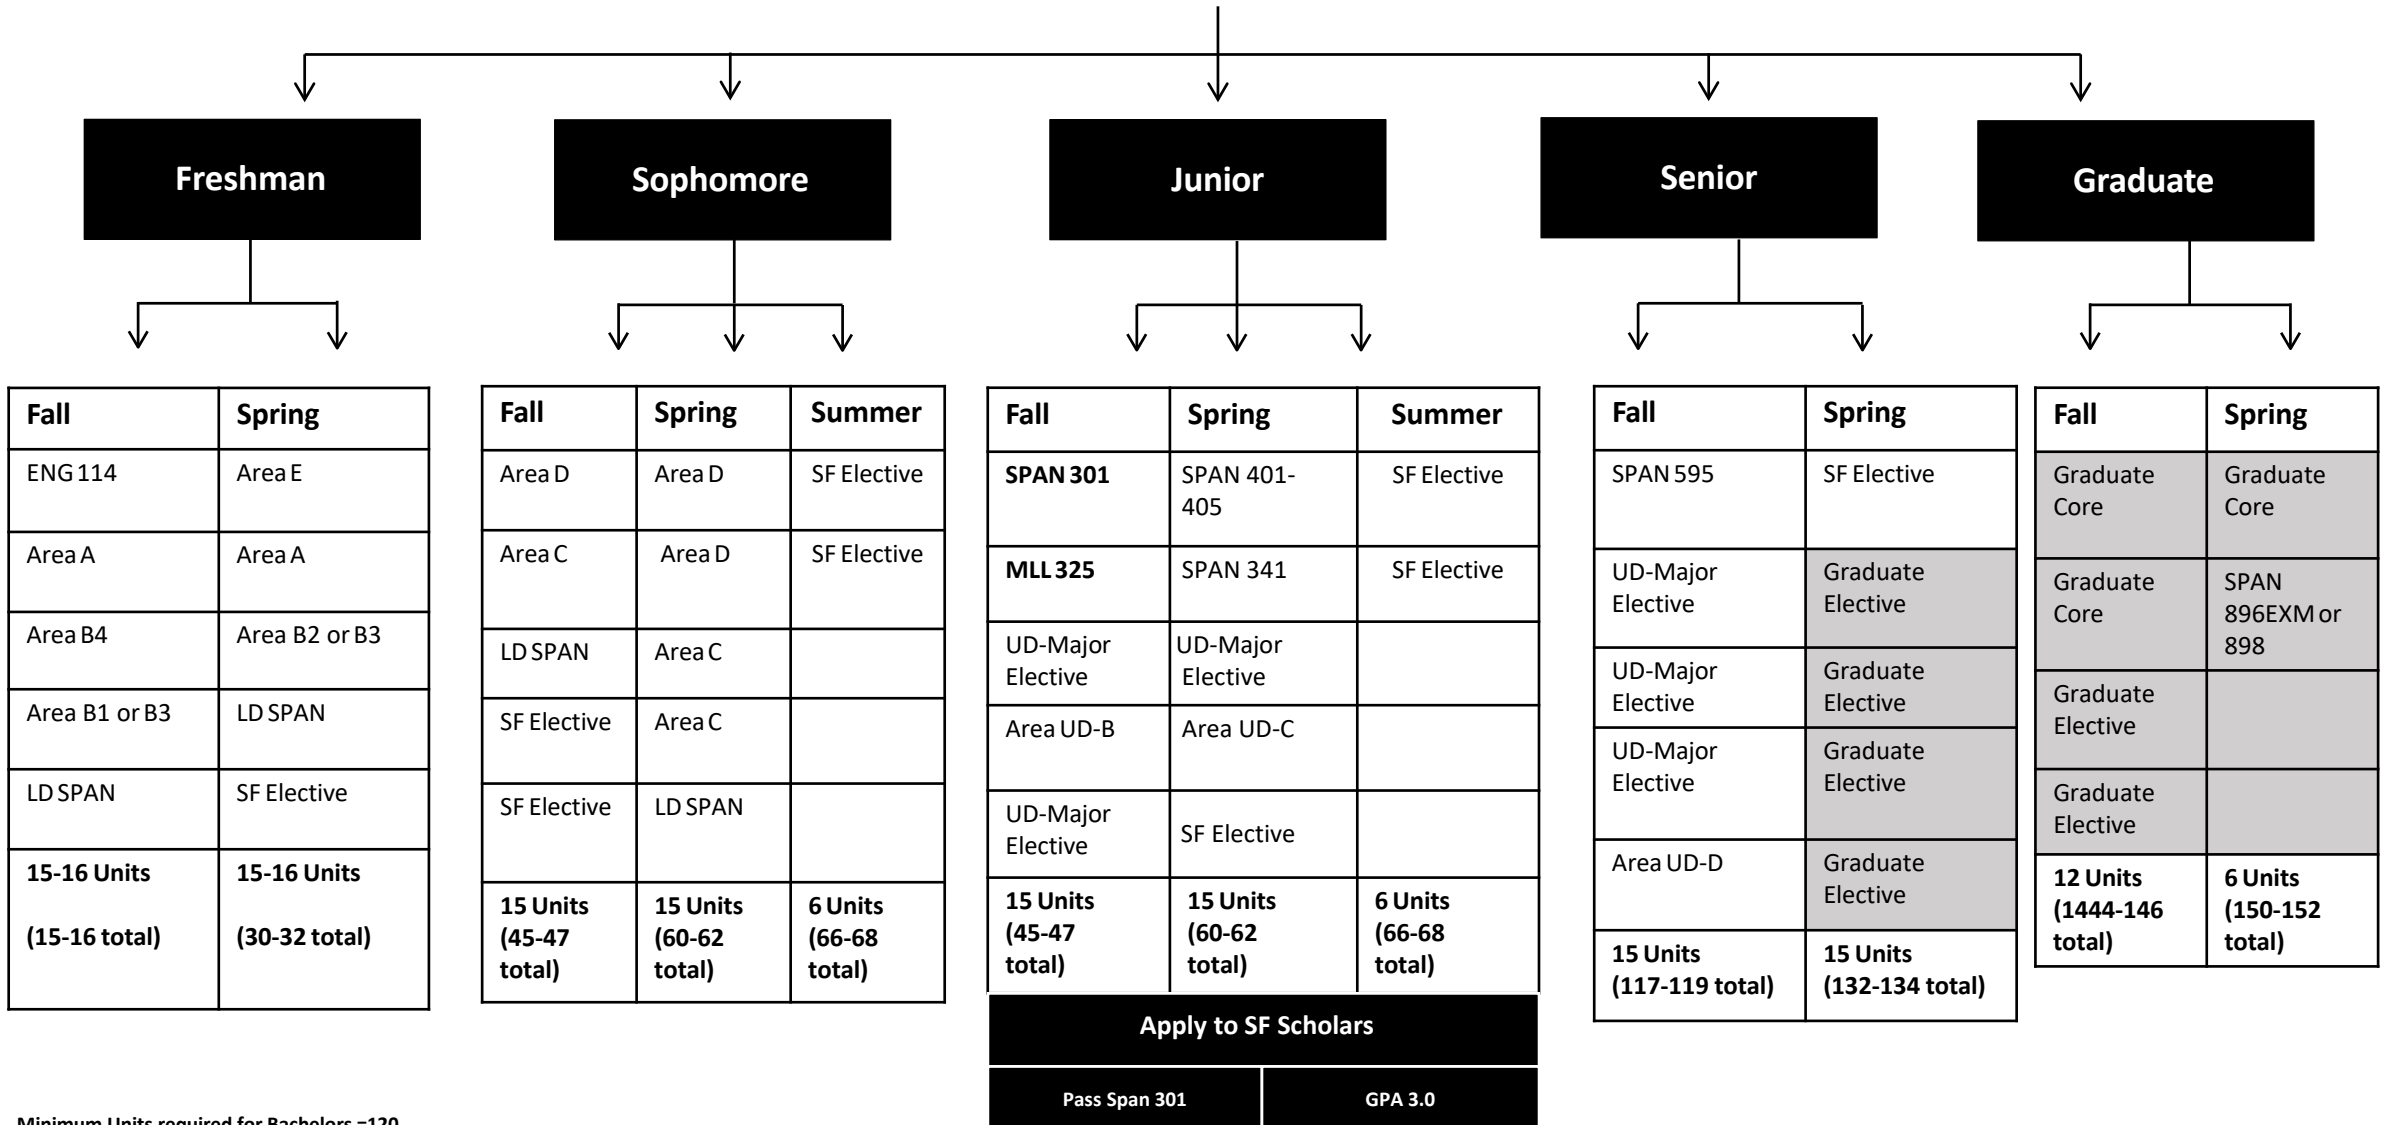 Freshman
Sophomore
Junior
Senior
Graduate
Fall
Spring
ENG 114
Area E
Area A
Area A
Area B4
Area B2 or B3
Area B1 or B3
LD SPAN
LD SPAN
SF Elective
15-16 Units
(15-16 total)
15-16 Units
(30-32 total)
Fall
Spring
Summer
Area D
Area D
SF Elective
Area C
Area D
SF Elective
LD SPAN
Area C
SF Elective
Area C
SF Elective
LD SPAN
15 Units
(45-47
total)
15 Units
(60-62
total)
6 Units
(66-68
total)
Fall
Spring
Summer
SPAN 301
SPAN 401-
405
SF Elective
MLL 325
SPAN 341
SF Elective
UD-Major
Elective
UD-Major
Elective
Area UD-B
Area UD-C
UD-Major
Elective
SF Elective
15 Units
(45-47
total)
15 Units
(60-62
total)
6 Units
(66-68
total)
Apply to SF Scholars
Pass Span 301
GPA 3.0
Fall
Spring
SPAN 595
SF Elective
UD-Major
Elective
Graduate
Elective
UD-Major
Elective
Graduate
Elective
UD-Major
Elective
Graduate
Elective
Area UD-D
Graduate
Elective
15 Units
(117-119 total)
15 Units
(132-134 total)
Fall
Spring
Graduate
Core
Graduate
Core
Graduate
Core
SPAN
896EXM or
898
Graduate
Elective
Graduate
Elective
12 Units
(1444-146
total)
6 Units
(150-152
total)
Minimum Units required for Bachelors =120